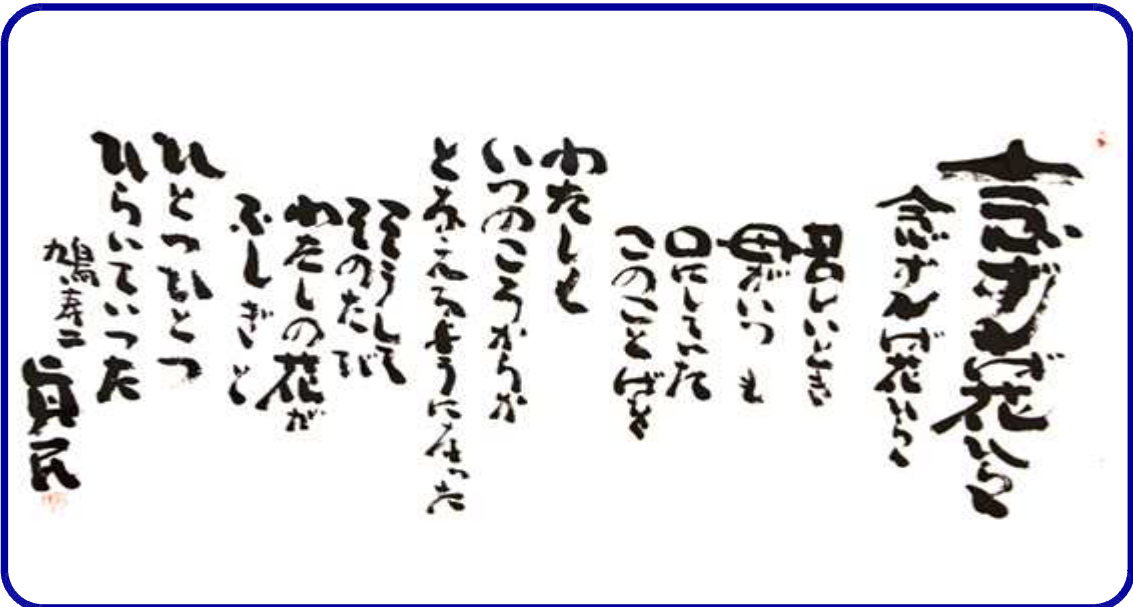 念ずれば花ひらく
念ずれば花ひらく
苦しいとき
母がいつも
口にしていた
このことばを
わたしも
いつのころからか
となえるようになった
そうして
そのたび
わたしの花が
ふしぎと
ひとつひとつ
ひらいていった
鳩寿二
真民